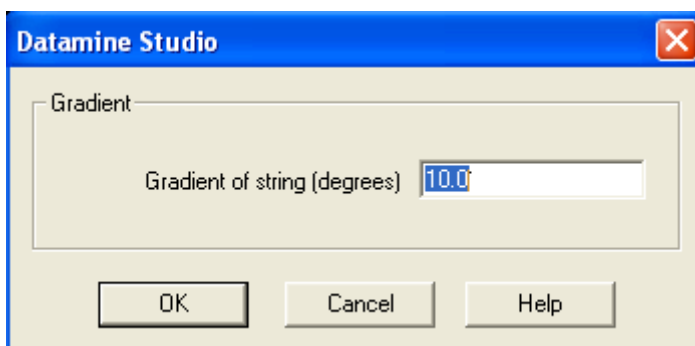 Datamine Studio
Gradient
Gradient of string (degrees) 10.0
OK Cancel Help